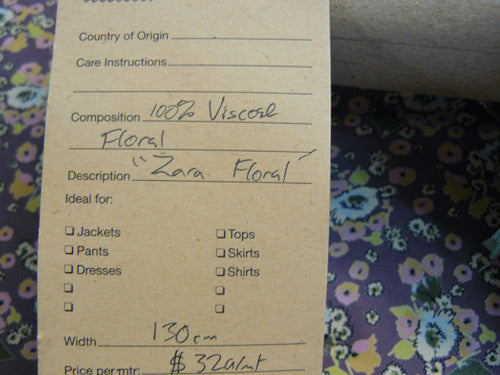 Country of Origin
Care Instructions
Composition 100% Viscose
Floral
Description "Zara Floral"
Ideal for:
Jackets Tops
Pants Skirts
Dresses Shirts
Width 130cm
Price per mtr: $32